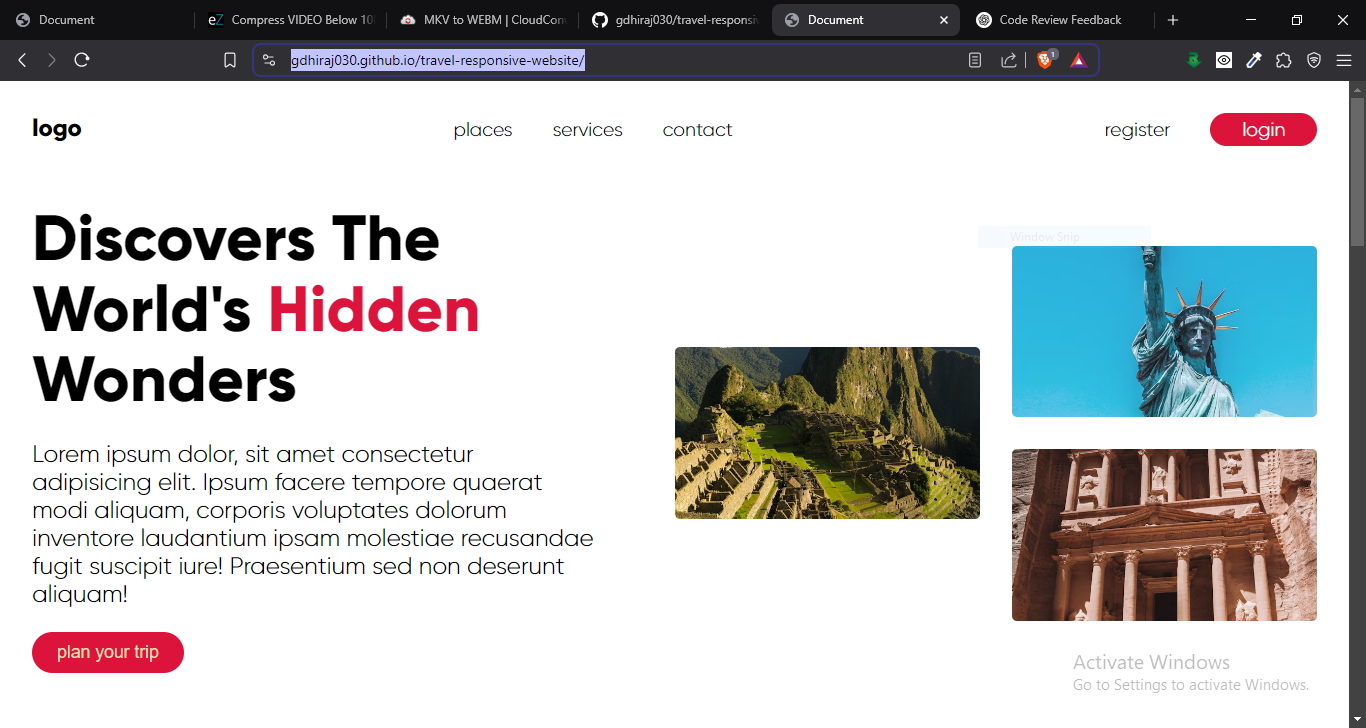 Document
eZ Compress VIDEO Below 10
MKV to WEBM | CloudCon
gdhiraj030/travel-responsiv
Document
Code Review Feedback
gdhiraj030.github.io/travel-responsive-website/
1
logo
places
services
contact
register
login
Window Snip
Discovers The
World's Hidden
Wonders
Lorem ipsum dolor, sit amet consectetur
adipisicing elit. Ipsum facere tempore quaerat
modi aliquam, corporis voluptates dolorum
inventore laudantium ipsam molestiae recusandae
fugit suscipit iure! Praesentium sed non deserunt
aliquam!
plan your trip
Activate Windows
Go to Settings to activate Windows.